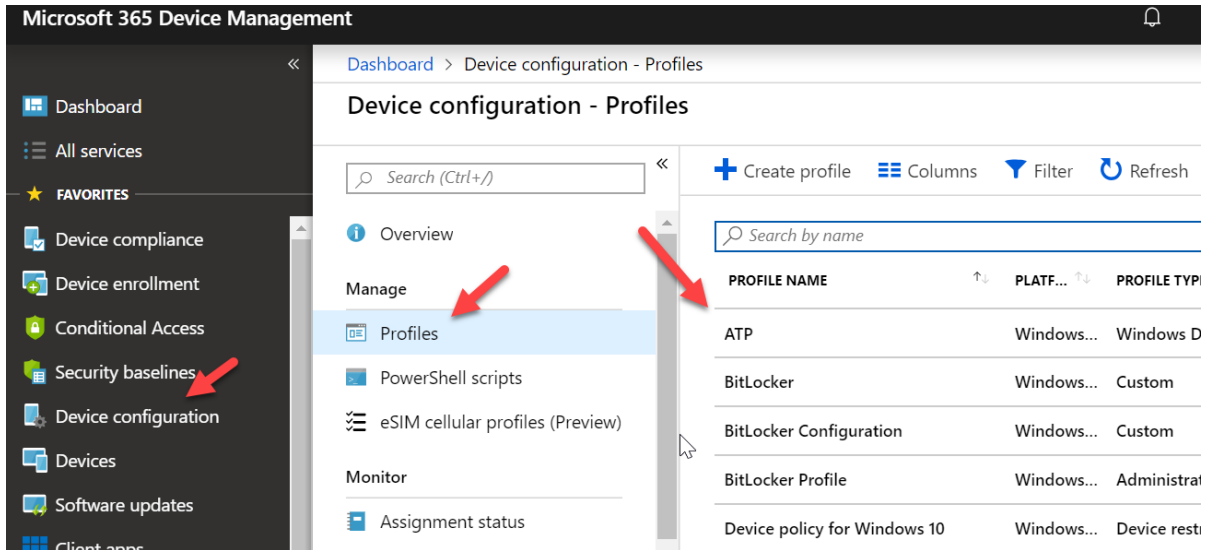 Microsoft 365 Device Management
«
Dashboard
All services
FAVORITES
Device compliance
Device enrollment
Conditional Access
Security baselines
Device configuration
Devices
Software updates
Client apps
Dashboard > Device configuration - Profiles
Device configuration - Profiles
Search (Ctrl+/)
«
Overview
Manage
Profiles
PowerShell scripts
eSIM cellular profiles (Preview)
Monitor
Assignment status
Create profile Columns Filter Refresh
Search by name
PROFILE NAME PLATF... PROFILE TYP
ATP Windows... Windows D
BitLocker Windows... Custom
BitLocker Configuration Windows... Custom
BitLocker Profile Windows... Administrat
Device policy for Windows 10 Windows... Device restr